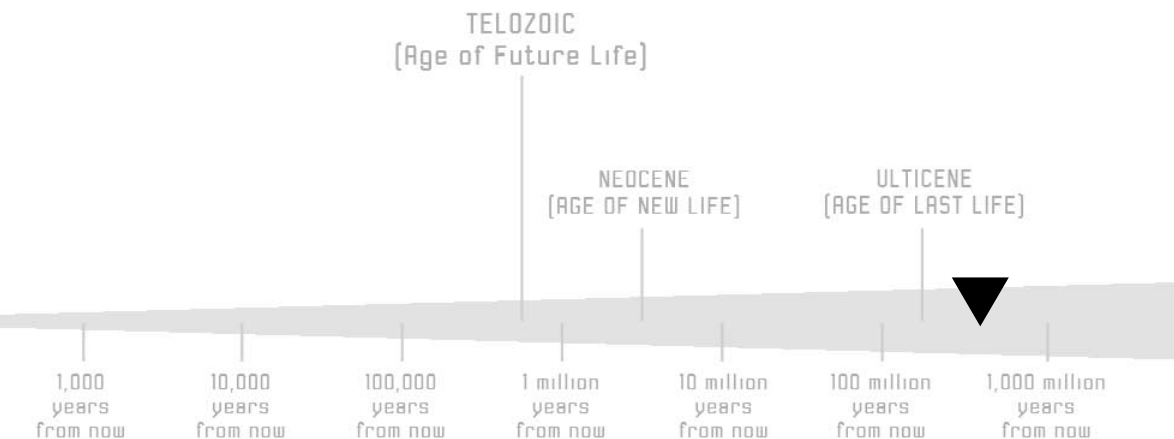 TELOZOIC
(Age of Future Life)
NEOCENE
(AGE OF NEW LIFE)
ULTICENE
(AGE OF LAST LIFE)
1,000
years
from now
10,000
years
from now
100,000
years
from now
1 million
years
from now
10 million
years
from now
100 million
years
from now
1,000 million
years
from now